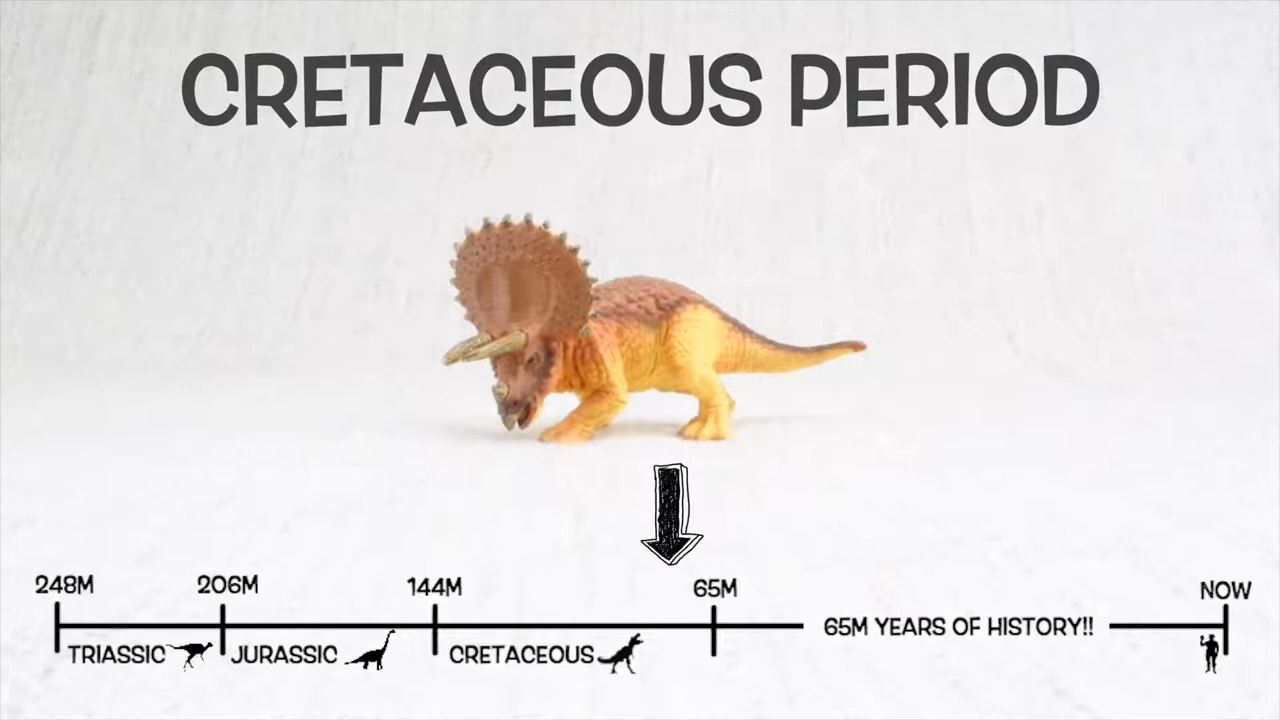 CRETACEOUS PERIOD
248M 206M 144M 65M NOW
65M YEARS OF HISTORY!!
TRIASSIC JURASSIC CRETACEOUS